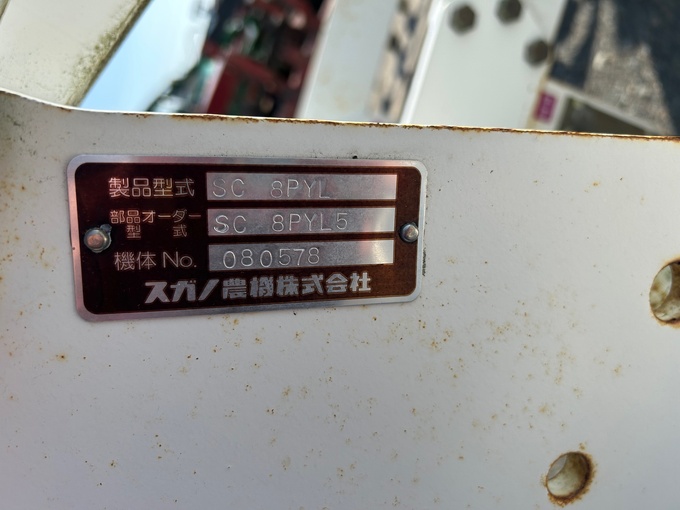 製品型式 SC 8PYL
部品オーダー型式 SC 8PYL5
機体No. 080578
スガノ農機株式会社